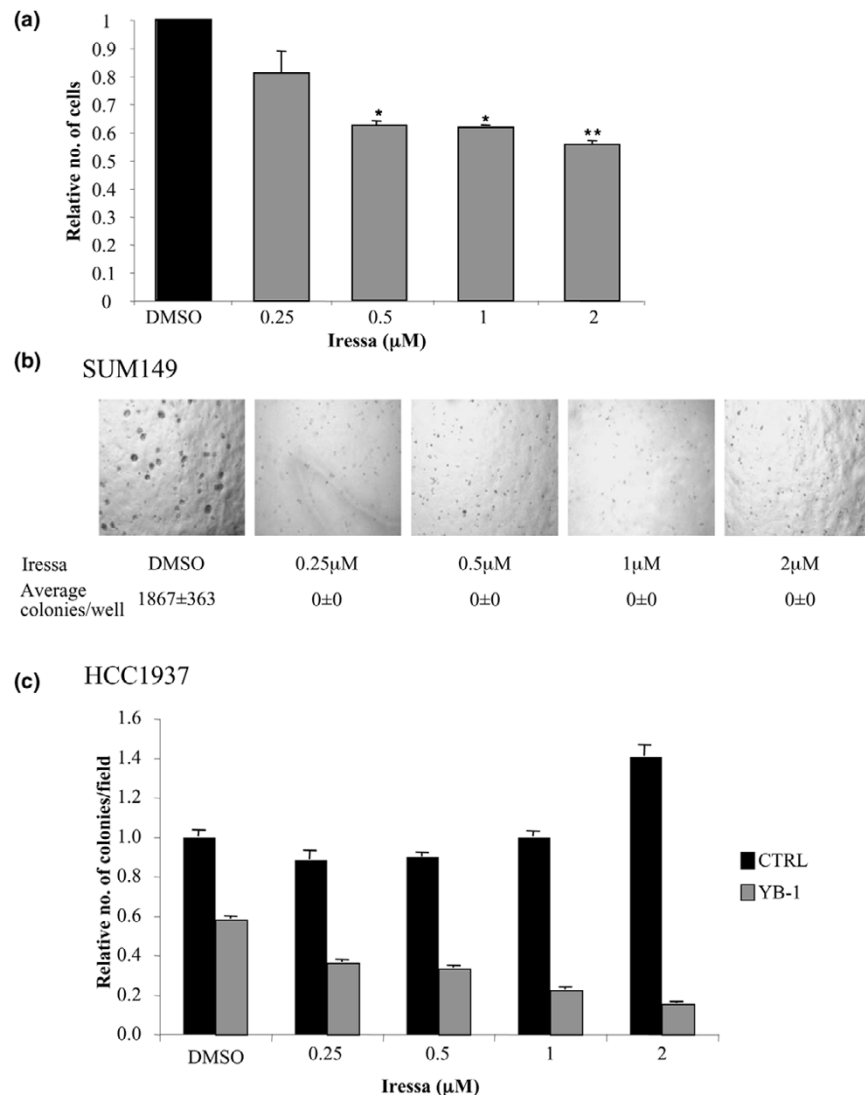 (a)
Relative no. of cells
1
0.9
0.8
0.7
0.6
0.5
0.4
0.3
0.2
0.1
0
*
*
**
DMSO 0.25 0.5 1 2
Iressa (μM)
(b) SUM149
Iressa DMSO 0.25μM 0.5μM 1μM 2μM
Average
colonies/well 1867±363 0±0 0±0 0±0 0±0
(c) HCC1937
Relative no. of colonies/field
1.6
1.4
1.2
1.0
0.8
0.6
0.4
0.2
0.0
CTRL
YB-1
DMSO 0.25 0.5 1 2
Iressa (μM)